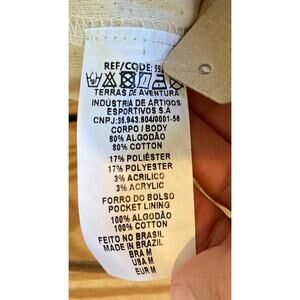 REF/CODE: 55
TERRAS DE AVENTURA
INDÚSTRIA DE ARTIGOS
ESPORTIVOS S.A
CNPJ:35.943.604/0001-56
CORPO / BODY
80% ALGODÃO
80% COTTON
17% POLIÉSTER
17% POLYESTER
3% ACRILICO
3% ACRYLIC
FORRO DO BOLSO
POCKET LINING
100% ALGODÃO
100% COTTON
FEITO NO BRASIL
MADE IN BRAZIL
BRA M
USA M
EUR M